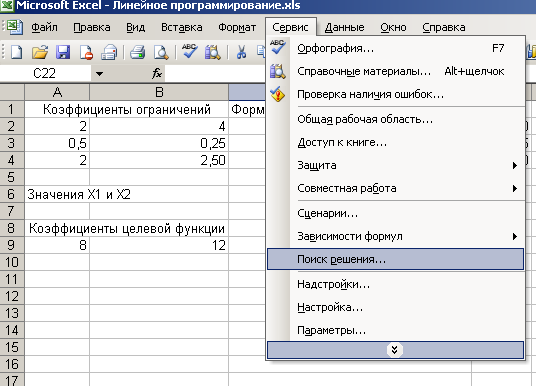 Microsoft Excel - Линейное программирование.xls
Файл Правка Вид Вставка Формат Сервис Данные Окно Справка
Орфография... F7
Справочные материалы... Alt+щелчок
Проверка наличия ошибок...
Общая рабочая область...
Доступ к книге...
Защита
Совместная работа
Сценарии...
Зависимости формул
Поиск решения...
Надстройки...
Настройка...
Параметры...
C22 fx
A B
1 Коэффициенты ограничений Форм
2 2 4
3 0,5 0,25
4 2 2,50
5
6 Значения X1 и X2
7
8 Коэффициенты целевой функции
9 8 12
10
11
12
13
14
15
16
17